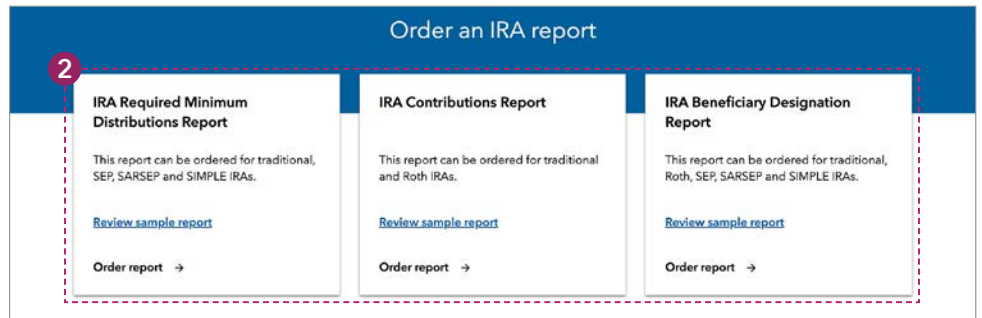 Order an IRA report
2
IRA Required Minimum
Distributions Report
This report can be ordered for traditional,
SEP, SARSEP and SIMPLE IRAs.
Review sample report
Order report →
IRA Contributions Report
This report can be ordered for traditional
and Roth IRAs.
Review sample report
Order report →
IRA Beneficiary Designation
Report
This report can be ordered for traditional,
Roth, SEP, SARSEP and SIMPLE IRAs.
Review sample report
Order report →